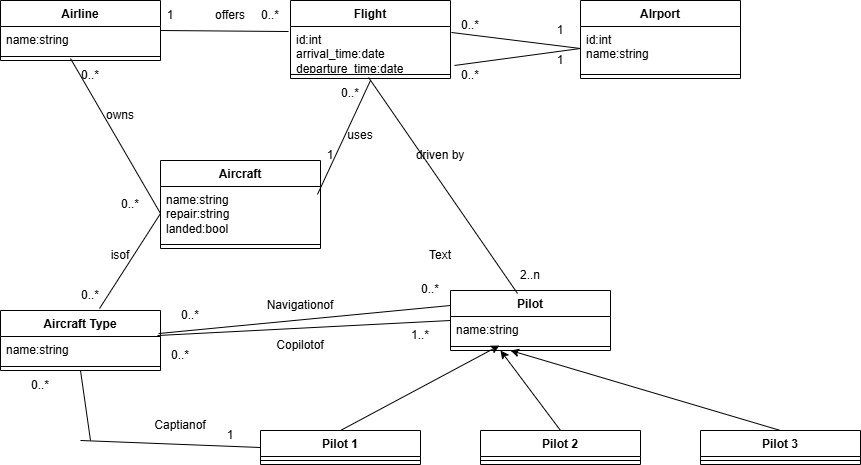 Airline
name:string
1 offers 0..*
Flight
id:int
arrival_time:date
departure_time:date
0..* 1
0..* 1
AIrport
id:int
name:string
0..*
owns
0..*
0..*
uses
1
driven by
Aircraft
name:string
repair:string
landed:bool
isof
0..*
Text
2..n
0..* Navigationof 0..*
0..* Copilotof 1..*
Pilot
name:string
Aircraft Type
name:string
0..*
Captianof 1
Pilot 1
Pilot 2
Pilot 3